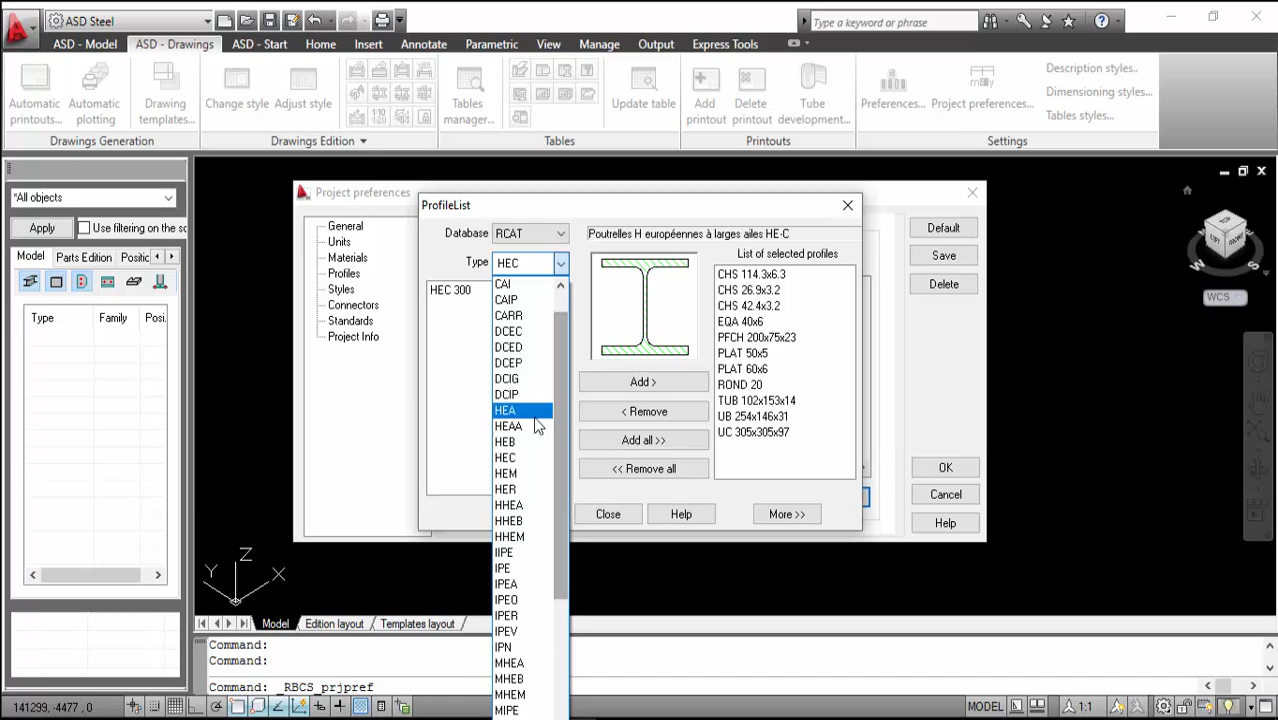 ASD Steel
Type a keyword or phrase
ASD - Model
ASD - Drawings
ASD - Start
Home
Insert
Annotate
Parametric
View
Manage
Output
Express Tools
Automatic printouts...
Automatic plotting
Drawing templates...
Change style
Adjust style
Tables manager...
Update table
Add printout
Delete printout
Tube development...
Preferences...
Project preferences...
Description styles..
Dimensioning styles..
Tables styles..
Drawings Generation
Drawings Edition
Tables
Printouts
Settings
*All objects
Apply
Use filtering on the sc
Model
Parts Edition
Positic
Type
Family
Posi.
Project preferences
General
Units
Materials
Profiles
Styles
Connectors
Standards
Project Info
Default
Save
Delete
OK
Cancel
Help
ProfileList
Database
RCAT
Type
HEC
Poutrelles H européennes à larges ailes HE-C
List of selected profiles
HEC 300
CAI
CAIP
CARR
DCEC
DCED
DCEP
DCIG
DCIP
HEA
HEAA
HEB
HEC
HEM
HER
HHEA
HHEB
HHEM
IIPE
IPE
IPEA
IPEO
IPER
IPEV
IPN
MHEA
MHEB
MHEM
MIPE
Add >
< Remove
Add all >>
<< Remove all
Close
Help
More >>
CHS 114.3x6.3
CHS 26.9x3.2
CHS 42.4x3.2
EQA 40x6
PFCH 200x75x23
PLAT 50x5
PLAT 60x6
ROND 20
TUB 102x153x14
UB 254x146x31
UC 305x305x97
LEFT
FRONT
W
S
WCS
Z
Y
X
Model
Edition layout
Templates layout
Command:
Command:
Command: _RBCS_prjpref
141299, -4477 , 0
MODEL
1:1